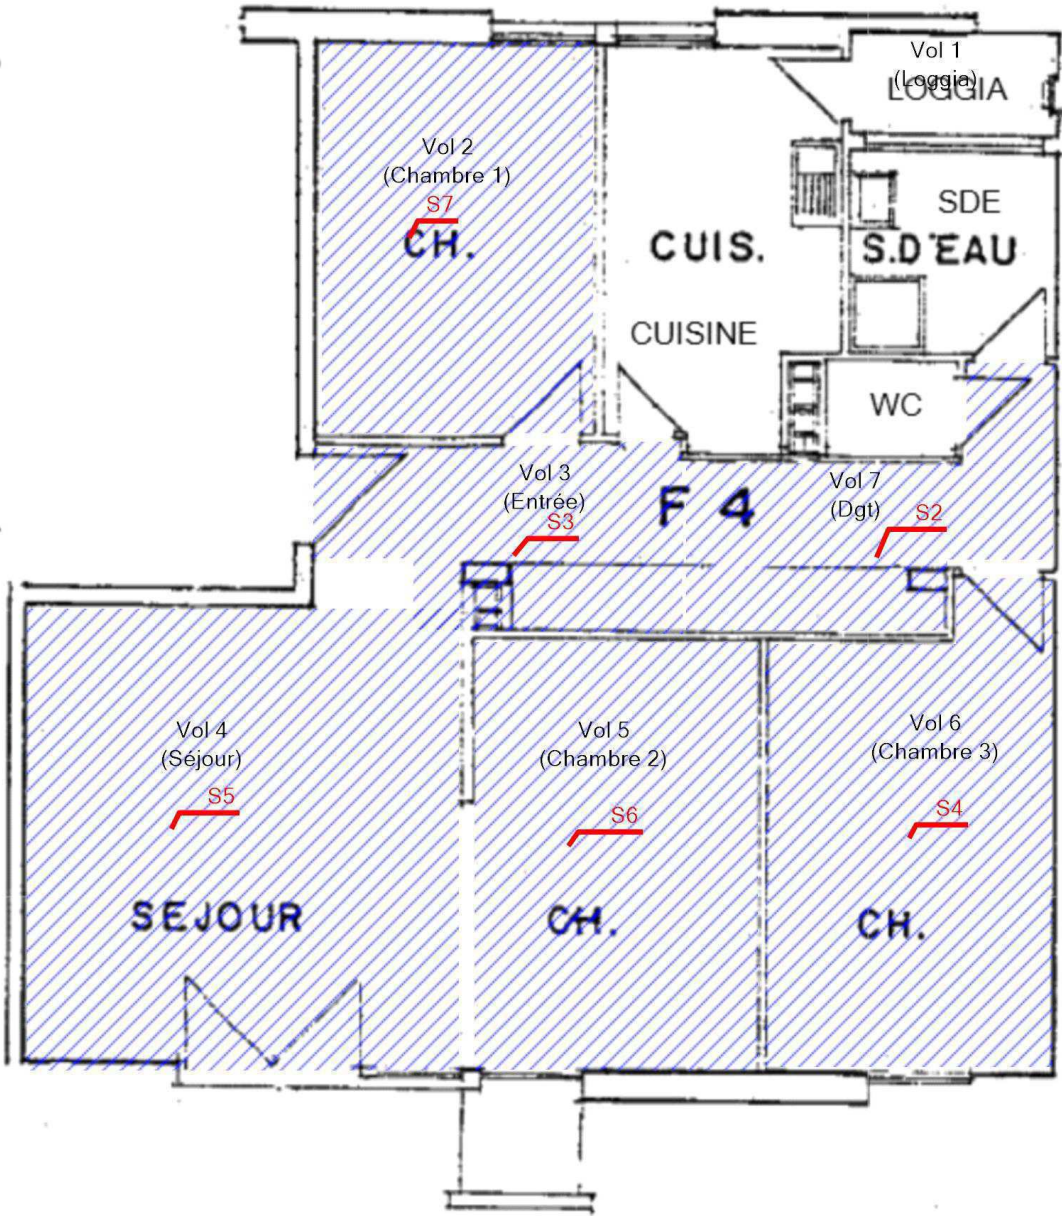 Vol 1
(Loggia)
LOGGIA
Vol 2
(Chambre 1)
S7
CH.
SDE
CUIS.
S.D'EAU
CUISINE
WC
Vol 3
(Entrée)
S3
F 4
Vol 7
(Dgt)
S2
Vol 4
(Séjour)
S5
Vol 5
(Chambre 2)
S6
Vol 6
(Chambre 3)
S4
SEJOUR
CH.
CH.